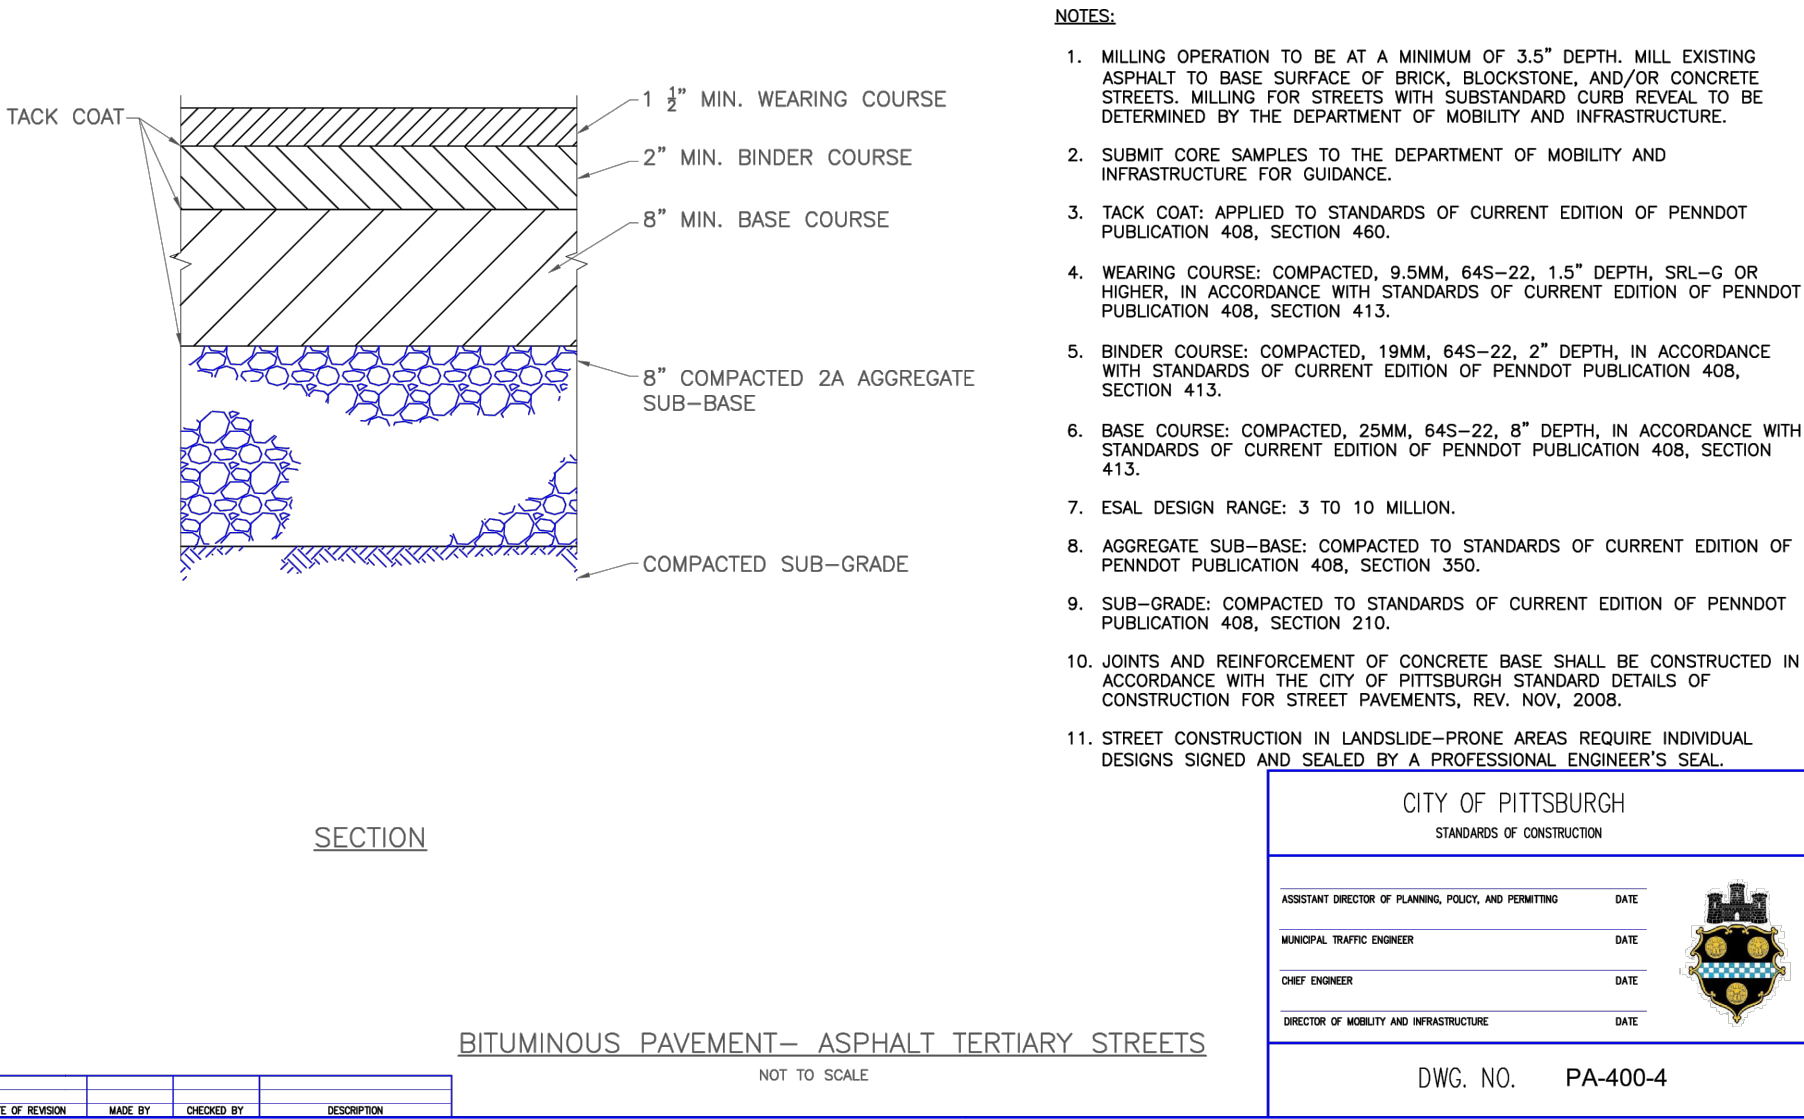 TACK COAT
1 1/2" MIN. WEARING COURSE
2" MIN. BINDER COURSE
8" MIN. BASE COURSE
8" COMPACTED 2A AGGREGATE
SUB-BASE
COMPACTED SUB-GRADE
SECTION
NOTES:
1. MILLING OPERATION TO BE AT A MINIMUM OF 3.5" DEPTH. MILL EXISTING
ASPHALT TO BASE SURFACE OF BRICK, BLOCKSTONE, AND/OR CONCRETE
STREETS. MILLING FOR STREETS WITH SUBSTANDARD CURB REVEAL TO BE
DETERMINED BY THE DEPARTMENT OF MOBILITY AND INFRASTRUCTURE.
2. SUBMIT CORE SAMPLES TO THE DEPARTMENT OF MOBILITY AND
INFRASTRUCTURE FOR GUIDANCE.
3. TACK COAT: APPLIED TO STANDARDS OF CURRENT EDITION OF PENNDOT
PUBLICATION 408, SECTION 460.
4. WEARING COURSE: COMPACTED, 9.5MM, 64S-22, 1.5" DEPTH, SRL-G OR
HIGHER, IN ACCORDANCE WITH STANDARDS OF CURRENT EDITION OF PENNDOT
PUBLICATION 408, SECTION 413.
5. BINDER COURSE: COMPACTED, 19MM, 64S-22, 2" DEPTH, IN ACCORDANCE
WITH STANDARDS OF CURRENT EDITION OF PENNDOT PUBLICATION 408,
SECTION 413.
6. BASE COURSE: COMPACTED, 25MM, 64S-22, 8" DEPTH, IN ACCORDANCE WITH
STANDARDS OF CURRENT EDITION OF PENNDOT PUBLICATION 408, SECTION
413.
7. ESAL DESIGN RANGE: 3 TO 10 MILLION.
8. AGGREGATE SUB-BASE: COMPACTED TO STANDARDS OF CURRENT EDITION OF
PENNDOT PUBLICATION 408, SECTION 350.
9. SUB-GRADE: COMPACTED TO STANDARDS OF CURRENT EDITION OF PENNDOT
PUBLICATION 408, SECTION 210.
10. JOINTS AND REINFORCEMENT OF CONCRETE BASE SHALL BE CONSTRUCTED IN
ACCORDANCE WITH THE CITY OF PITTSBURGH STANDARD DETAILS OF
CONSTRUCTION FOR STREET PAVEMENTS, REV. NOV, 2008.
11. STREET CONSTRUCTION IN LANDSLIDE-PRONE AREAS REQUIRE INDIVIDUAL
DESIGNS SIGNED AND SEALED BY A PROFESSIONAL ENGINEER'S SEAL.
CITY OF PITTSBURGH
STANDARDS OF CONSTRUCTION
ASSISTANT DIRECTOR OF PLANNING, POLICY, AND PERMITTING DATE
MUNICIPAL TRAFFIC ENGINEER DATE
CHIEF ENGINEER DATE
DIRECTOR OF MOBILITY AND INFRASTRUCTURE DATE
DWG. NO. PA-400-4
BITUMINOUS PAVEMENT- ASPHALT TERTIARY STREETS
NOT TO SCALE
TE OF REVISION MADE BY CHECKED BY DESCRIPTION